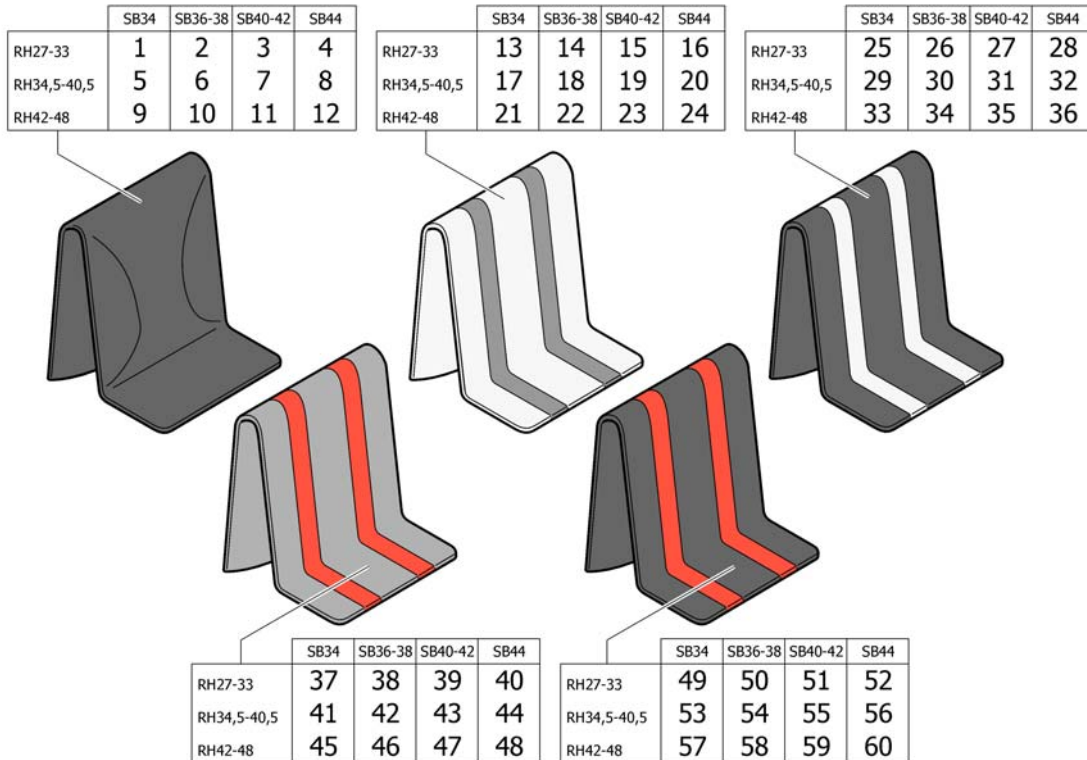 SB34 SB36-38 SB40-42 SB44
RH27-33 1 2 3 4
RH34,5-40,5 5 6 7 8
RH42-48 9 10 11 12
SB34 SB36-38 SB40-42 SB44
RH27-33 13 14 15 16
RH34,5-40,5 17 18 19 20
RH42-48 21 22 23 24
SB34 SB36-38 SB40-42 SB44
RH27-33 25 26 27 28
RH34,5-40,5 29 30 31 32
RH42-48 33 34 35 36
SB34 SB36-38 SB40-42 SB44
RH27-33 37 38 39 40
RH34,5-40,5 41 42 43 44
RH42-48 45 46 47 48
SB34 SB36-38 SB40-42 SB44
RH27-33 49 50 51 52
RH34,5-40,5 53 54 55 56
RH42-48 57 58 59 60